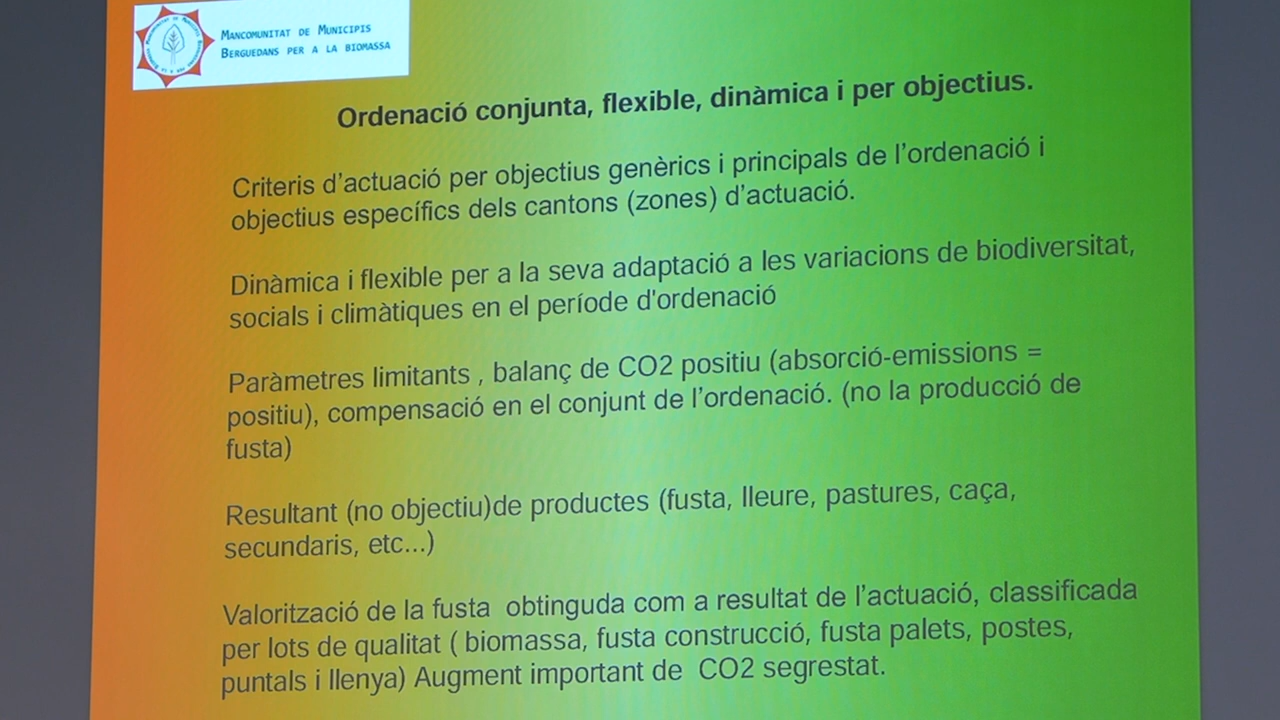 Mancomunitat de Municipis
Berguedans per a la biomassa
Ordenació conjunta, flexible, dinàmica i per objectius.
Criteris d'actuació per objectius genèrics i principals de l'ordenació i
objectius específics dels cantons (zones) d'actuació.
Dinàmica i flexible per a la seva adaptació a les variacions de biodiversitat,
socials i climàtiques en el període d'ordenació
Paràmetres limitants , balanç de CO2 positiu (absorció-emissions =
positiu), compensació en el conjunt de l'ordenació. (no la producció de
fusta)
Resultant (no objectiu)de productes (fusta, lleure, pastures, caça,
secundaris, etc...)
Valorització de la fusta  obtinguda com a resultat de l'actuació, classificada
per lots de qualitat ( biomassa, fusta construcció, fusta palets, postes,
puntals i llenya) Augment important de  CO2 segrestat.